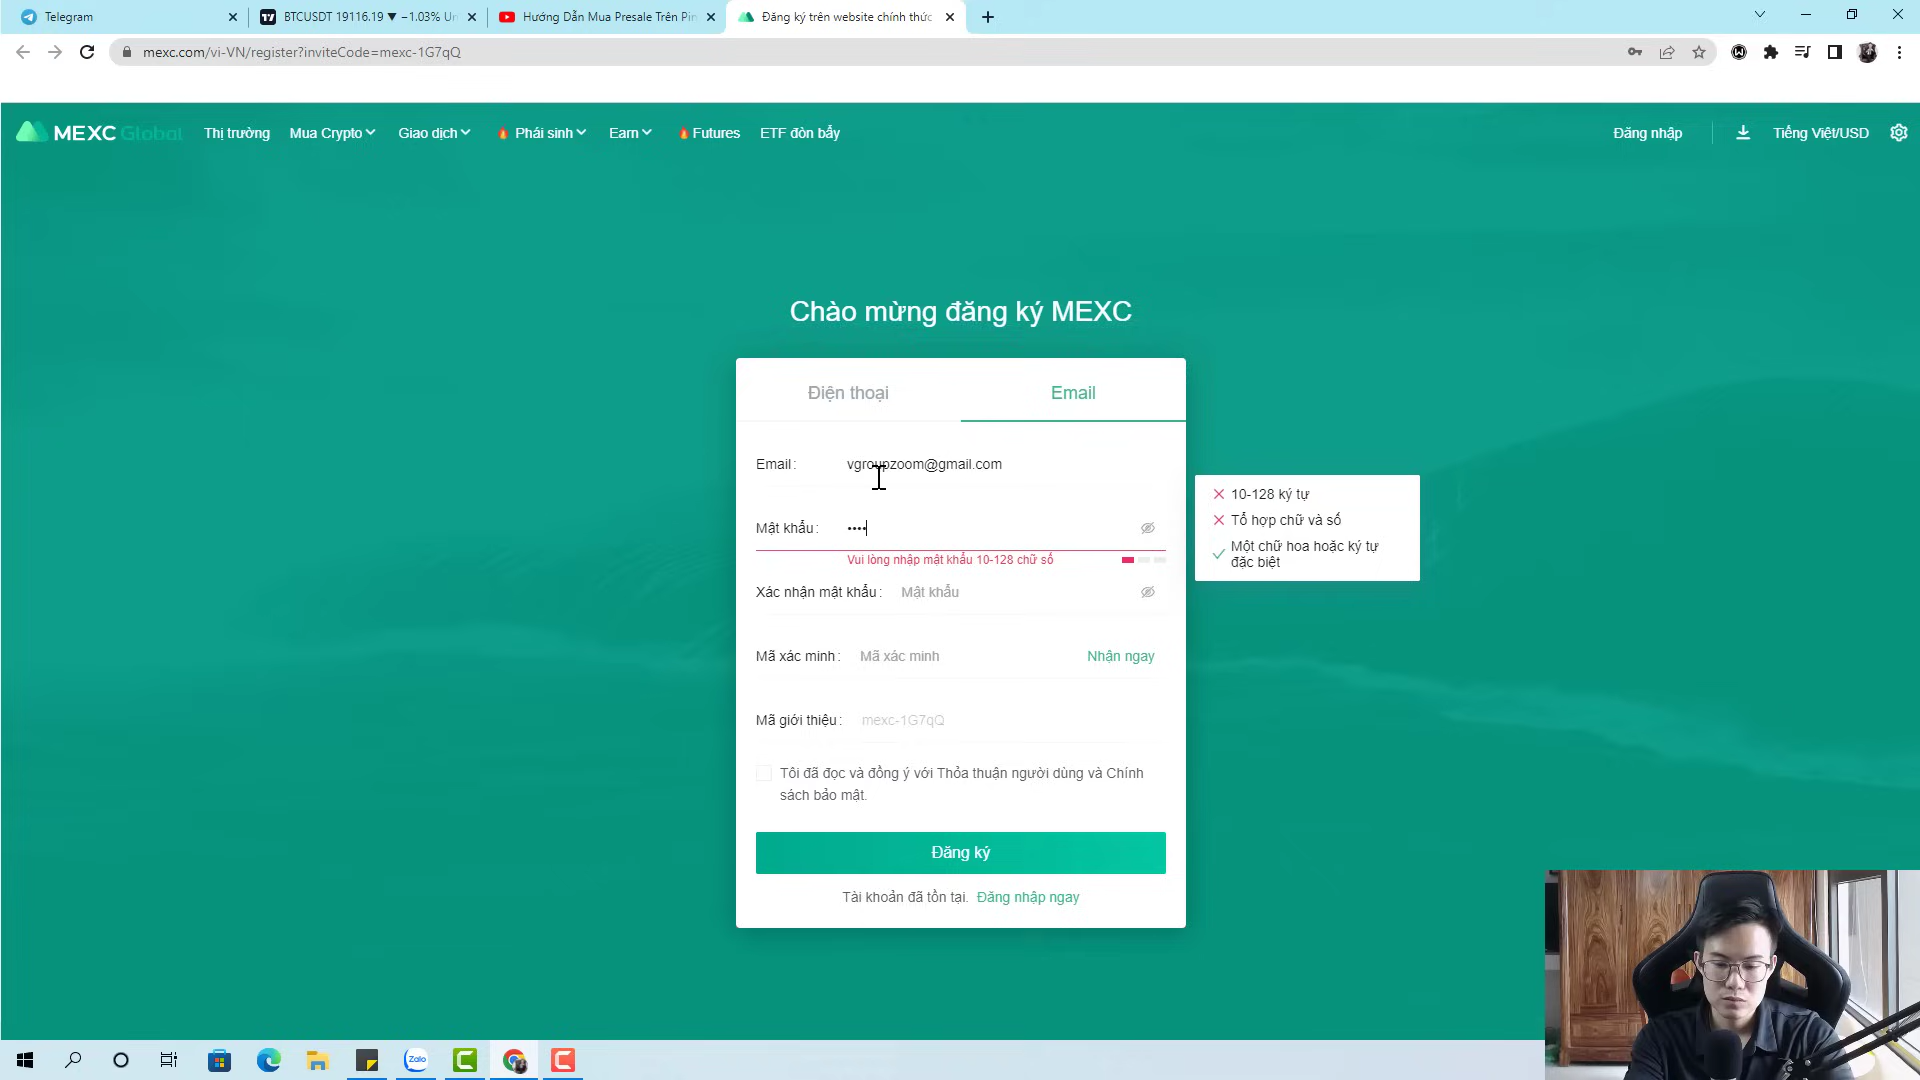 Telegram
BTCUSDT 19116.19 ▼ −1.03% Un
Hướng Dẫn Mua Presale Trên Pin
Đăng ký trên website chính thức
mexc.com/vi-VN/register?inviteCode=mexc-1G7qQ
MEXC Global
Thị trường
Mua Crypto
Giao dịch
Phái sinh
Earn
Futures
ETF đòn bẩy
Đăng nhập
Tiếng Việt/USD
Chào mừng đăng ký MEXC
Điện thoại
Email
Email:
vgroupzoom@gmail.com
Mật khẩu:
••••
Vui lòng nhập mật khẩu 10-128 chữ số
10-128 ký tự
Tổ hợp chữ và số
Một chữ hoa hoặc ký tự
đặc biệt
Xác nhận mật khẩu:
Mật khẩu
Mã xác minh:
Mã xác minh
Nhận ngay
Mã giới thiệu:
mexc-1G7qQ
Tôi đã đọc và đồng ý với Thỏa thuận người dùng và Chính
sách bảo mật.
Đăng ký
Tài khoản đã tồn tại. Đăng nhập ngay
Zalo